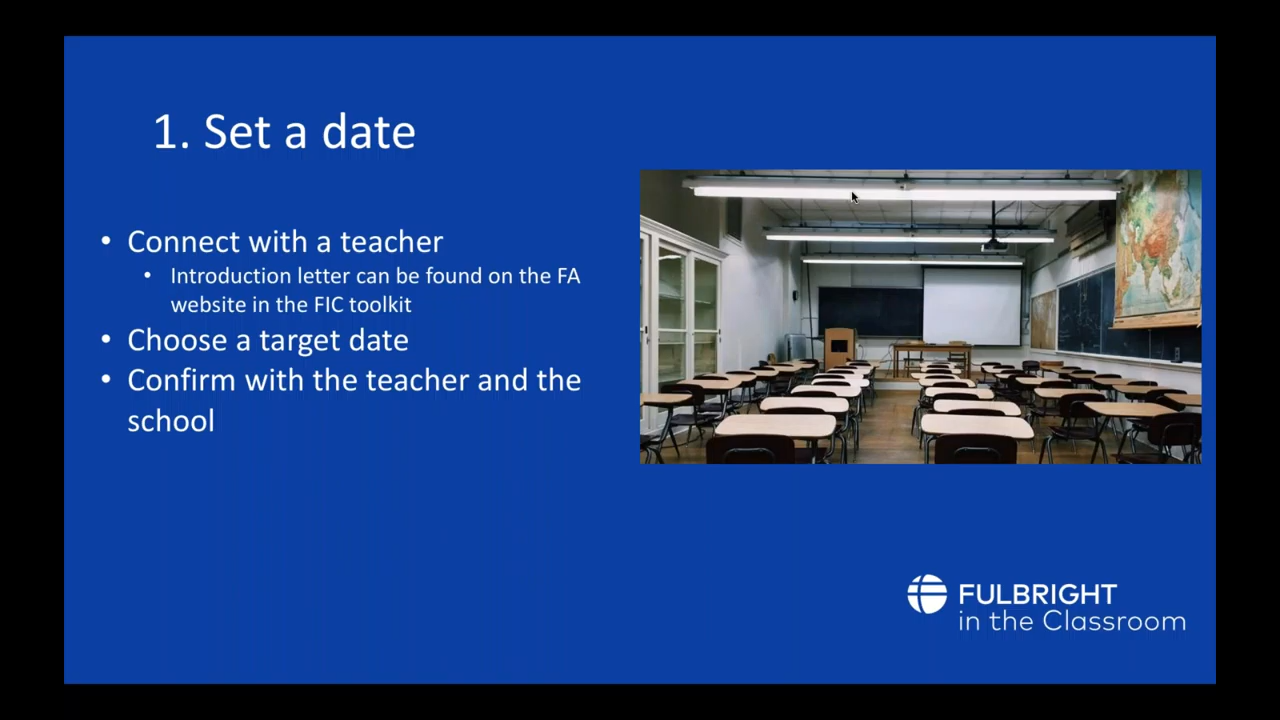 1. Set a date
• Connect with a teacher
• Introduction letter can be found on the FA
website in the FIC toolkit
• Choose a target date
• Confirm with the teacher and the
school
FULBRIGHT
in the Classroom